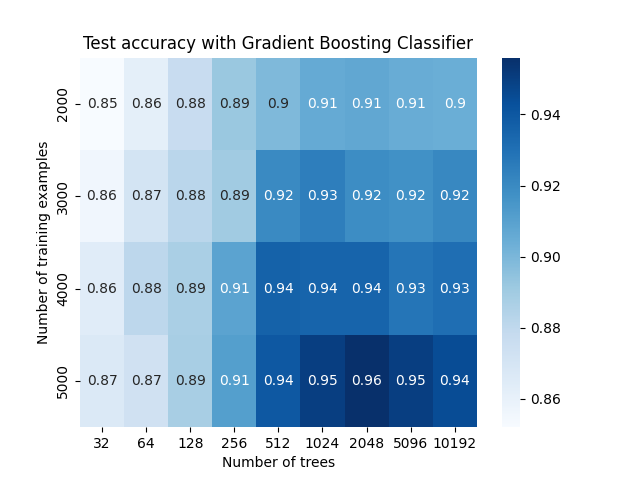 Test accuracy with Gradient Boosting Classifier
Number of training examples
2000 0.85 0.86 0.88 0.89 0.9 0.91 0.91 0.91 0.9
3000 0.86 0.87 0.88 0.89 0.92 0.93 0.92 0.92 0.92
4000 0.86 0.88 0.89 0.91 0.94 0.94 0.94 0.93 0.93
5000 0.87 0.87 0.89 0.91 0.94 0.95 0.96 0.95 0.94
32 64 128 256 512 1024 2048 5096 10192
Number of trees
0.94
0.92
0.90
0.88
0.86